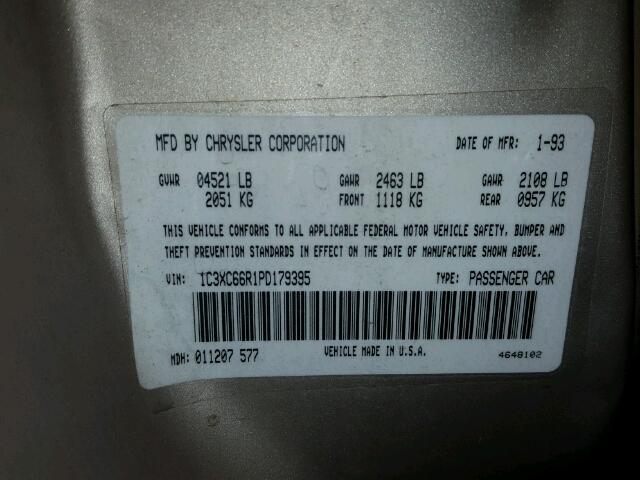 MFD BY CHRYSLER CORPORATION DATE OF MFR: 1-93
GVWR 04521 LB GAWR 2463 LB GAWR 2108 LB
2051 KG FRONT 1118 KG REAR 0957 KG
THIS VEHICLE CONFORMS TO ALL APPLICABLE FEDERAL MOTOR VEHICLE SAFETY, BUMPER AND
THEFT PREVENTION STANDARDS IN EFFECT ON THE DATE OF MANUFACTURE SHOWN ABOVE.
VIN: 1C3XC66R1PD179395 TYPE: PASSENGER CAR
MDH: 011207 577 VEHICLE MADE IN U.S.A. 4648102